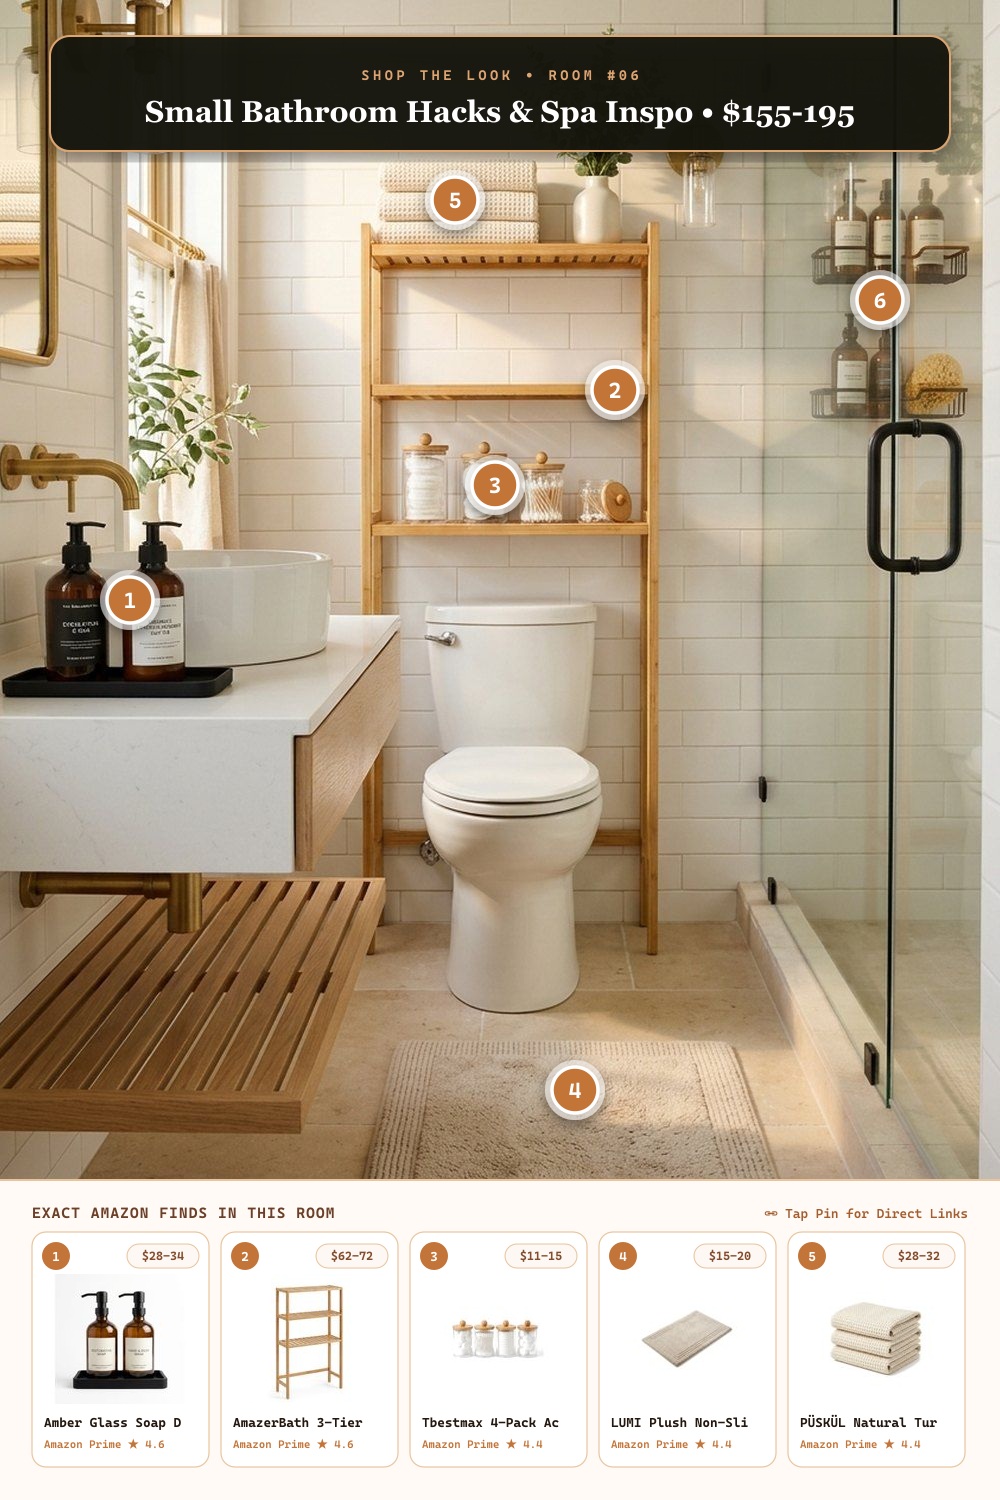 SHOP THE LOOK • ROOM #06
Small Bathroom Hacks & Spa Inspo • $155-195
5
6
2
3
1
4
EXACT AMAZON FINDS IN THIS ROOM
Tap Pin for Direct Links
1
$28-34
Amber Glass Soap D
Amazon Prime ★ 4.6
2
$62-72
AmazerBath 3-Tier
Amazon Prime ★ 4.6
3
$11-15
Tbestmax 4-Pack Ac
Amazon Prime ★ 4.4
4
$15-20
LUMI Plush Non-Sli
Amazon Prime ★ 4.4
5
$28-32
PÜSKÜL Natural Tur
Amazon Prime ★ 4.4